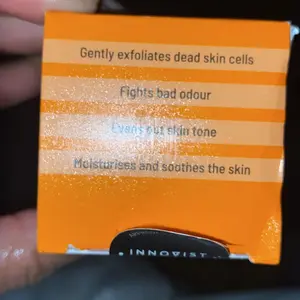 Gently exfoliates dead skin cells
Fights bad odour
Evens out skin tone
Moisturises and soothes the skin
INNOVIST